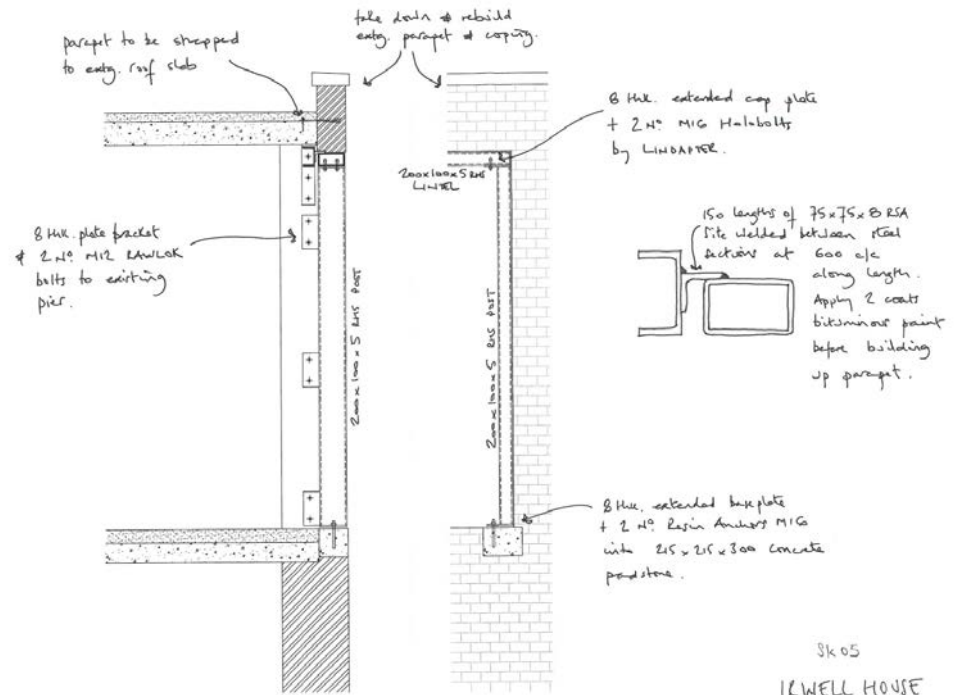 take down & rebuild
extg. parapet & coping.
parapet to be strapped
to extg. roof slab
8 thk. extended cap plate
+ 2 Nº M16 Hollobolts
by LINDAPTER.
200x100x5 RHS
LINTEL
150 lengths of 75x75x8 RSA
Site welded between steel
sections at 600 c/c
along length.
Apply 2 coats
bituminous paint
before building
up parapet.
8 thk. plate bracket
& 2 Nº M12 RAWLOK
bolts to existing
pier.
200x100x5 RHS POST
200x100x5 RHS POST
8 thk. extended baseplate
+ 2 Nº Resin Anchors M16
into 215x215x300 concrete
padstone.
SK 05
IRWELL HOUSE